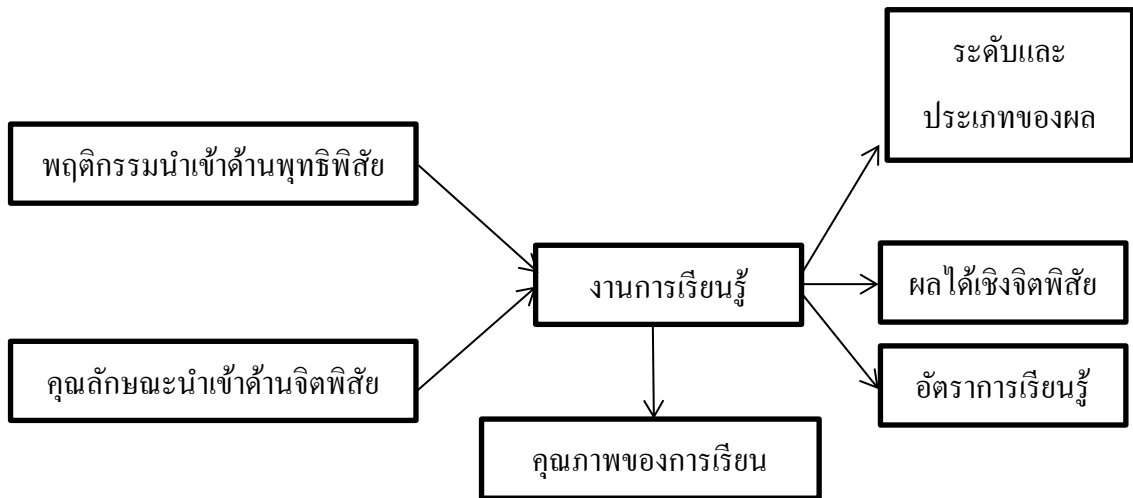 ระดับและ
ประเภทของผล
พฤติกรรมนำเข้าด้านพุทธิพิสัย
งานการเรียนรู้
ผลได้เชิงจิตพิสัย
คุณลักษณะนำเข้าด้านจิตพิสัย
อัตราการเรียนรู้
คุณภาพของการเรียน